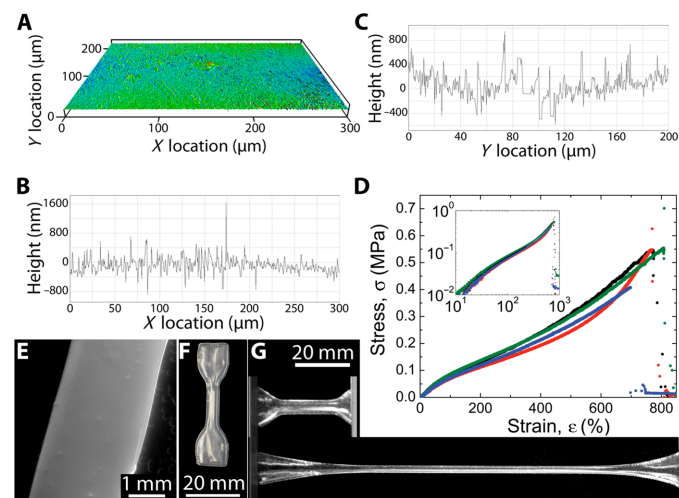 A
Y location (µm)
200
100
0
0 100 200 300
X location (µm)
B
Height (nm)
1600
800
0
−800
0 50 100 150 200 250 300
X location (µm)
C
Height (nm)
800
400
0
−400
0 40 80 120 160 200
Y location (µm)
D
Stress, σ (MPa)
0.7
0.6
0.5
0.4
0.3
0.2
0.1
0.0
10⁰
10⁻¹
10⁻²
10¹ 10² 10³
0 200 400 600 800
Strain, ε (%)
E
1 mm
F
20 mm
G
20 mm